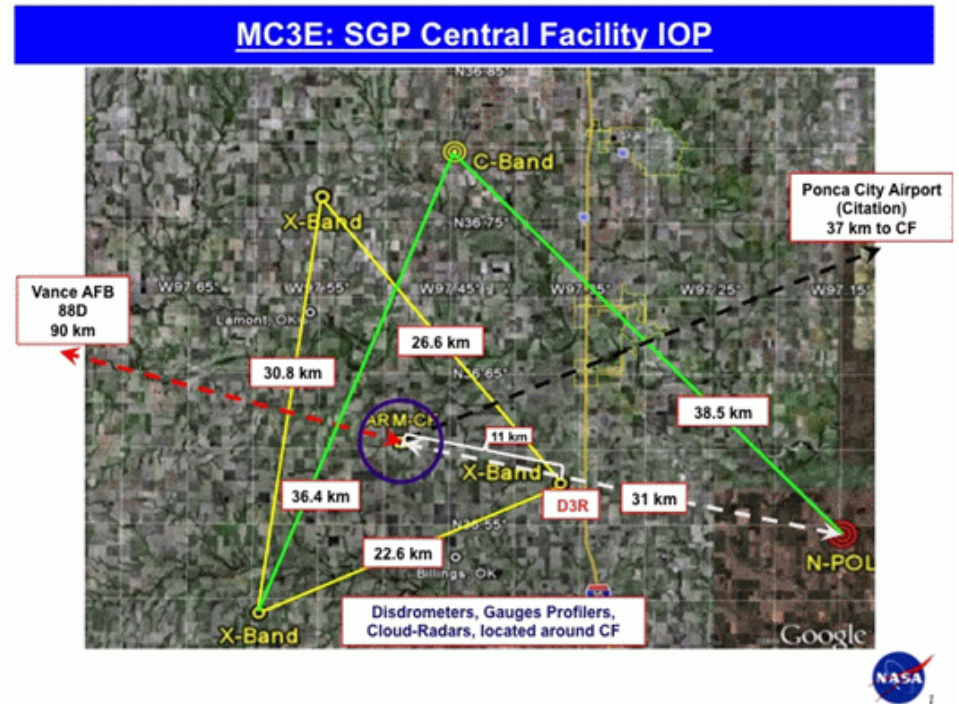 MC3E: SGP Central Facility IOP
N36.85°
C-Band
X-Band
N36.75°
Ponca City Airport
(Citation)
37 km to CF
Vance AFB
88D
90 km
W97.65°
W97.55°
W97.45°
W97.25°
W97.15°
Lamont, OK
26.6 km
30.8 km
N36.65°
38.5 km
ARM-CF
11 km
X-Band
36.4 km
D3R
31 km
N36.55°
22.6 km
N-POL
Billings, OK
Disdrometers, Gauges Profilers,
Cloud-Radars, located around CF
X-Band
Google
NASA
1